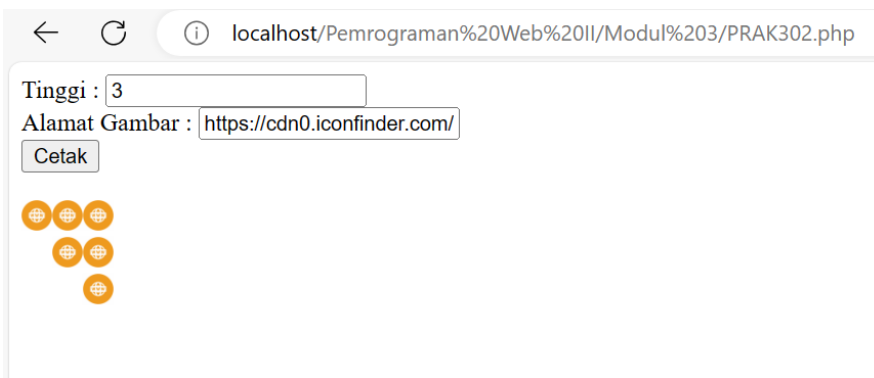 localhost/Pemrograman%20Web%20II/Modul%203/PRAK302.php
Tinggi : 3
Alamat Gambar : https://cdn0.iconfinder.com/
Cetak